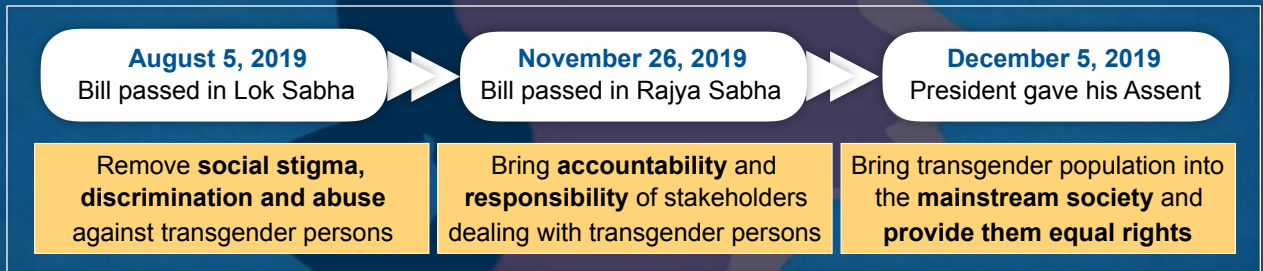 August 5, 2019
Bill passed in Lok Sabha
November 26, 2019
Bill passed in Rajya Sabha
December 5, 2019
President gave his Assent
Remove social stigma,
discrimination and abuse
against transgender persons
Bring accountability and
responsibility of stakeholders
dealing with transgender persons
Bring transgender population into
the mainstream society and
provide them equal rights